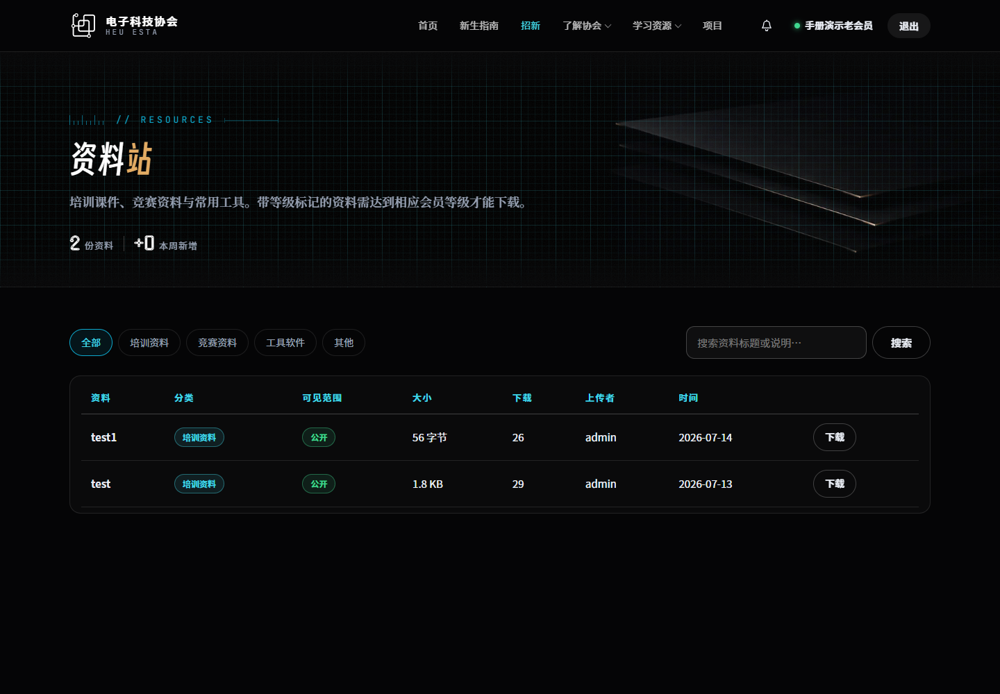 电子科技协会
HEU ESTA
首页 新生指南 招新 了解协会 学习资源 项目 手册演示老会员 退出
// RESOURCES
资料站
培训课件、竞赛资料与常用工具。带等级标记的资料需达到相应会员等级才能下载。
2 份资料 +0 本周新增
全部 培训资料 竞赛资料 工具软件 其他 搜索资料标题或说明… 搜索
资料 分类 可见范围 大小 下载 上传者 时间
test1 培训资料 公开 56 字节 26 admin 2026-07-14 下载
test 培训资料 公开 1.8 KB 29 admin 2026-07-13 下载